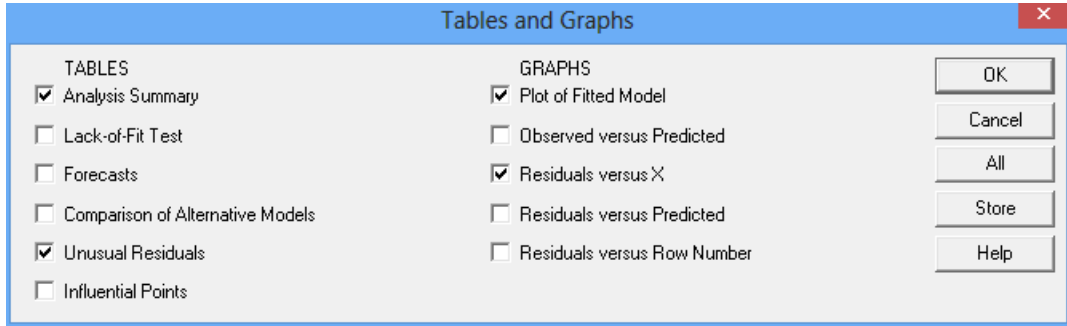 Tables and Graphs
TABLES
Analysis Summary
Lack-of-Fit Test
Forecasts
Comparison of Alternative Models
Unusual Residuals
Influential Points
GRAPHS
Plot of Fitted Model
Observed versus Predicted
Residuals versus X
Residuals versus Predicted
Residuals versus Row Number
OK
Cancel
All
Store
Help